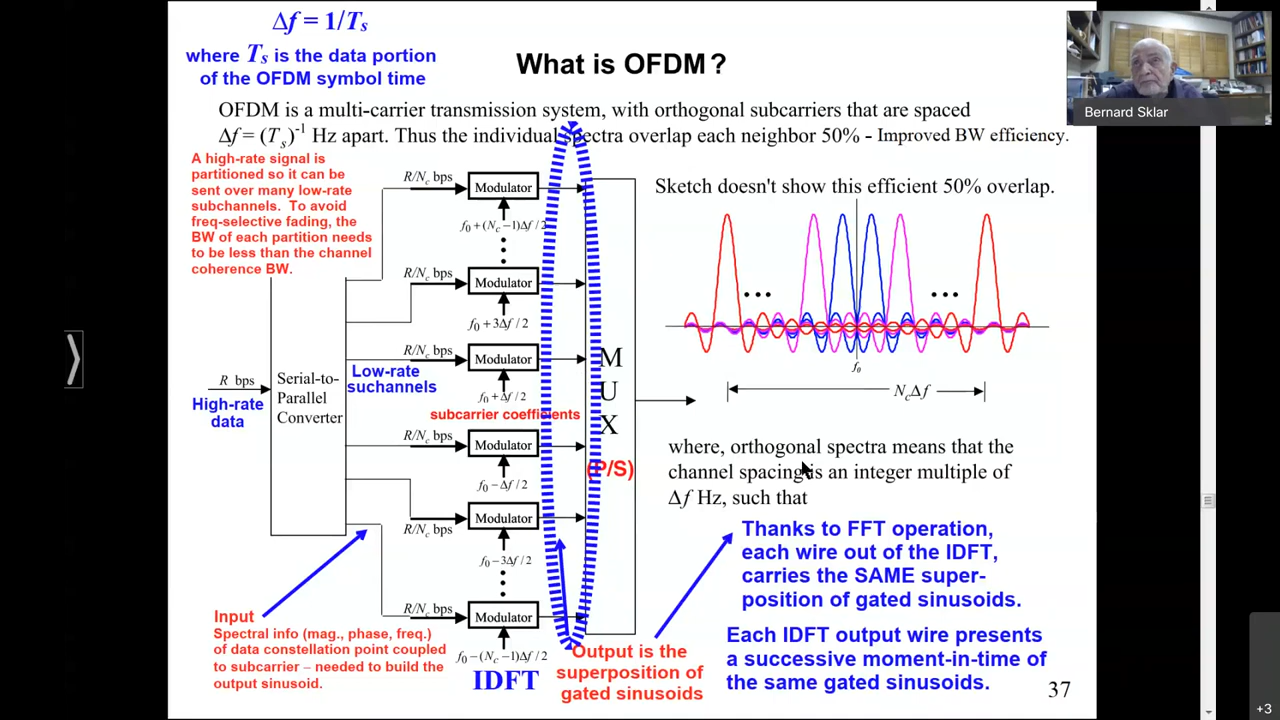 Δf = 1/Ts
where Ts is the data portion
of the OFDM symbol time
What is OFDM?
Bernard Sklar
OFDM is a multi-carrier transmission system, with orthogonal subcarriers that are spaced
Δf = (Ts)-1 Hz apart. Thus the individual spectra overlap each neighbor 50% - Improved BW efficiency.
A high-rate signal is
partitioned so it can be
sent over many low-rate
subchannels. To avoid
freq-selective fading, the
BW of each partition needs
to be less than the channel
coherence BW.
R/Nc bps
Modulator
f0+(Nc−1)Δf/2
R/Nc bps
Modulator
f0+3Δf/2
R/Nc bps
Modulator
f0+Δf/2
Low-rate
suchannels
subcarrier coefficients
R bps
High-rate
data
Serial-to-
Parallel
Converter
R/Nc bps
Modulator
f0−Δf/2
R/Nc bps
Modulator
f0−3Δf/2
R/Nc bps
Modulator
f0−(Nc−1)Δf/2
IDFT
M
U
X
(P/S)
Sketch doesn't show this efficient 50% overlap.
...
...
f0
NcΔf
where, orthogonal spectra means that the
channel spacing is an integer multiple of
Δf Hz, such that
Thanks to FFT operation,
each wire out of the IDFT,
carries the SAME super-
position of gated sinusoids.
Each IDFT output wire presents
a successive moment-in-time of
the same gated sinusoids.
Input
Spectral info (mag., phase, freq.)
of data constellation point coupled
to subcarrier – needed to build the
output sinusoid.
Output is the
superposition of
gated sinusoids
37
+3